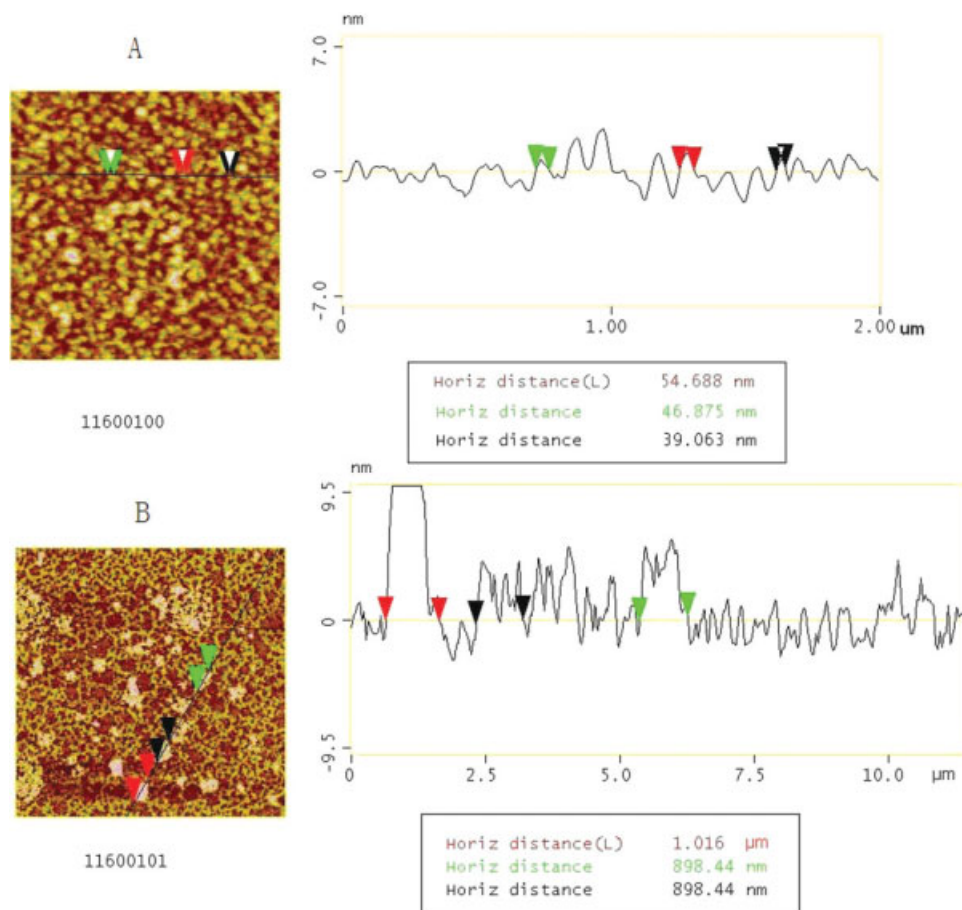 A
nm
7.0
0
-7.0
0 1.00 2.00 um
Horiz distance(L) 54.688 nm
Horiz distance 46.875 nm
Horiz distance 39.063 nm
11600100
B
nm
9.5
0
-9.5
0 2.5 5.0 7.5 10.0 µm
Horiz distance(L) 1.016 µm
Horiz distance 898.44 nm
Horiz distance 898.44 nm
11600101